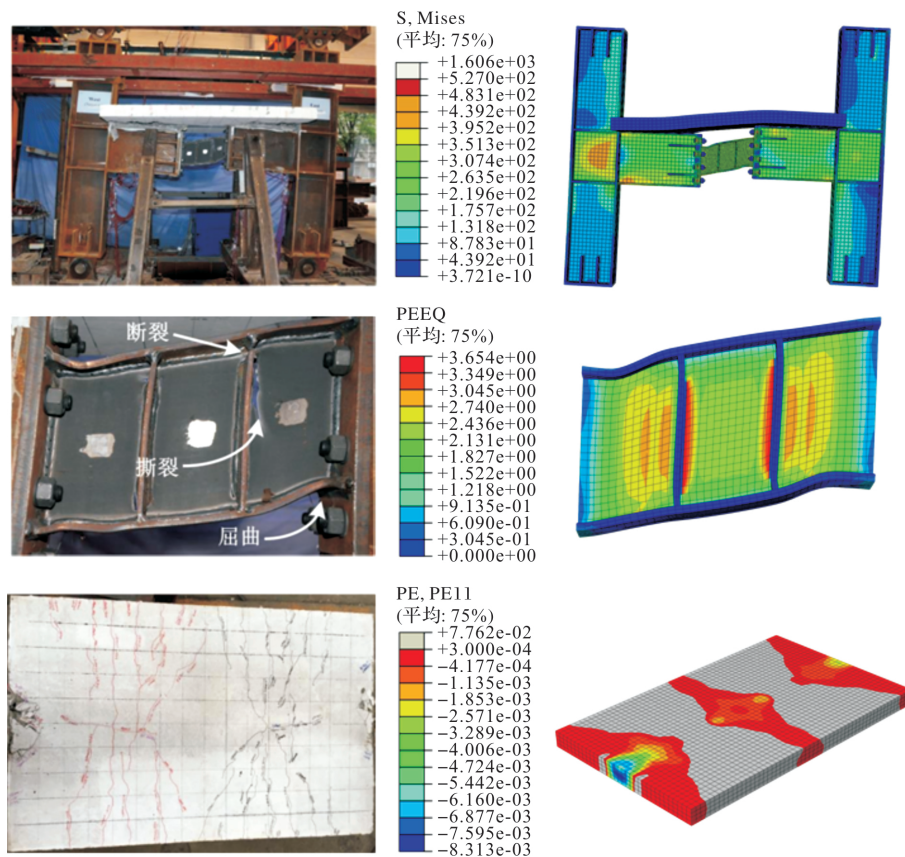 S, Mises
(平均: 75%)
+1.606e+03
+5.270e+02
+4.831e+02
+4.392e+02
+3.952e+02
+3.513e+02
+3.074e+02
+2.635e+02
+2.196e+02
+1.757e+02
+1.318e+02
+8.783e+01
+4.392e+01
+3.721e-10
PEEQ
(平均: 75%)
+3.654e+00
+3.349e+00
+3.045e+00
+2.740e+00
+2.436e+00
+2.131e+00
+1.827e+00
+1.522e+00
+1.218e+00
+9.135e-01
+6.090e-01
+3.045e-01
+0.000e+00
断裂
撕裂
屈曲
PE, PE11
(平均: 75%)
+7.762e-02
+3.000e-04
-4.177e-04
-1.135e-03
-1.853e-03
-2.571e-03
-3.289e-03
-4.006e-03
-4.724e-03
-5.442e-03
-6.160e-03
-6.877e-03
-7.595e-03
-8.313e-03